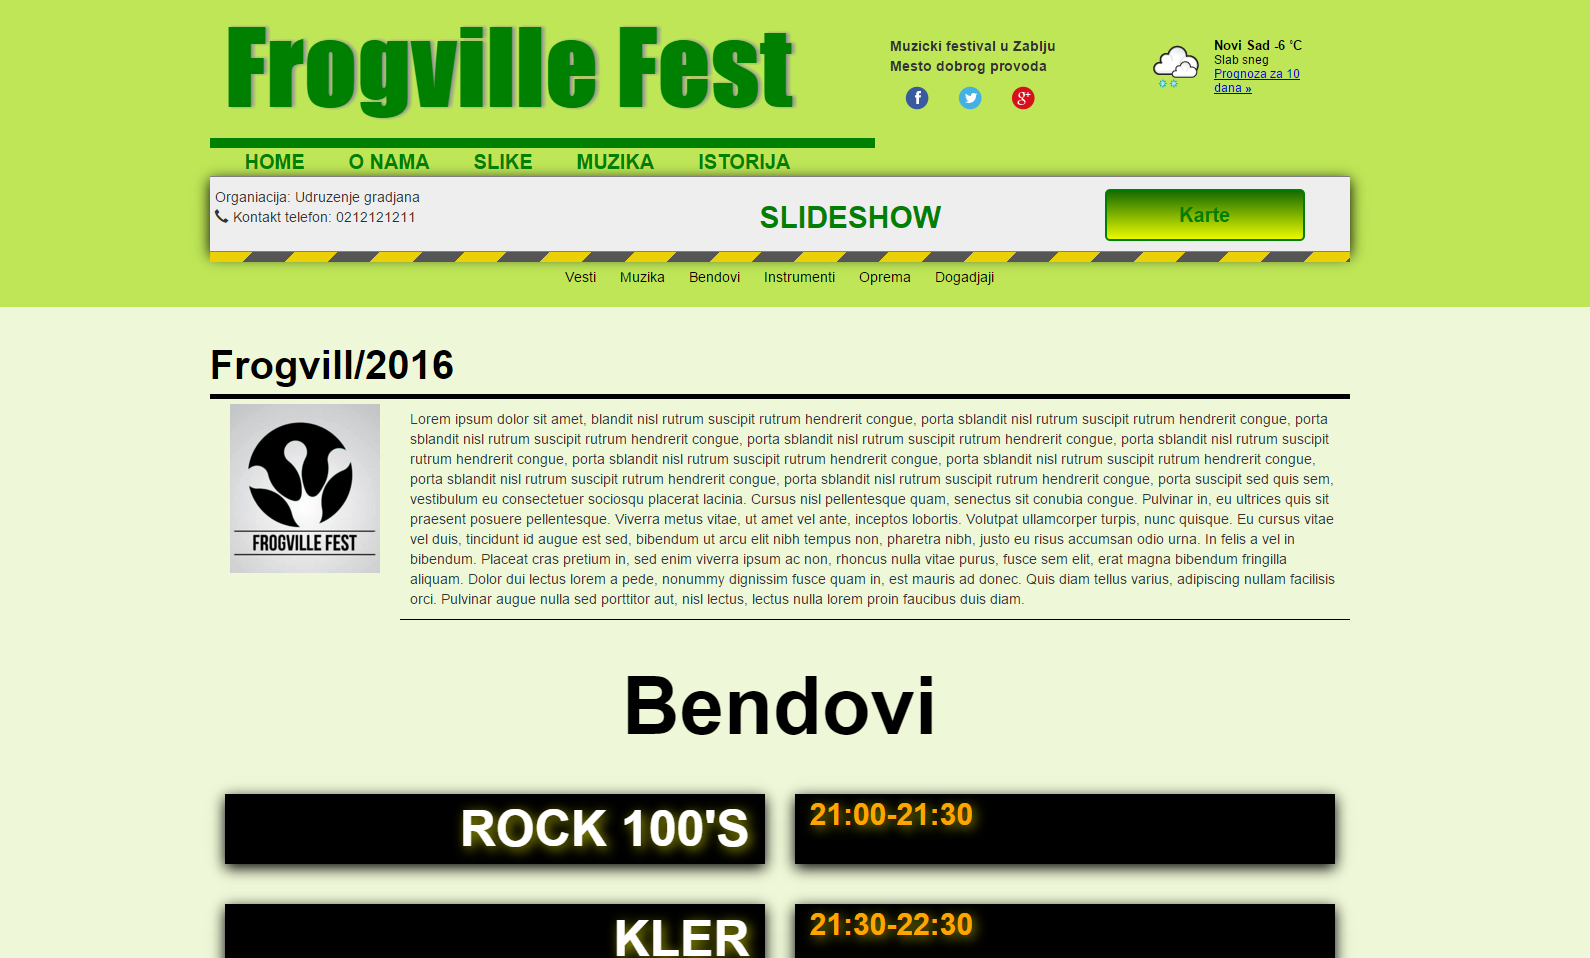 Frogville Fest
Muzicki festival u Zablju
Mesto dobrog provoda
Novi Sad -6 °C
Slab sneg
Prognoza za 10
dana »
HOME O NAMA SLIKE MUZIKA ISTORIJA
Organiacija: Udruzenje gradjana
Kontakt telefon: 0212121211
SLIDESHOW
Karte
Vesti Muzika Bendovi Instrumenti Oprema Dogadjaji
Frogvill/2016
FROGVILLE FEST
Lorem ipsum dolor sit amet, blandit nisl rutrum suscipit rutrum hendrerit congue, porta sblandit nisl rutrum suscipit rutrum hendrerit congue, porta
sblandit nisl rutrum suscipit rutrum hendrerit congue, porta sblandit nisl rutrum suscipit rutrum hendrerit congue, porta sblandit nisl rutrum suscipit
rutrum hendrerit congue, porta sblandit nisl rutrum suscipit rutrum hendrerit congue, porta sblandit nisl rutrum suscipit rutrum hendrerit congue,
porta sblandit nisl rutrum suscipit rutrum hendrerit congue, porta sblandit nisl rutrum suscipit rutrum hendrerit congue, porta suscipit sed quis sem,
vestibulum eu consectetuer sociosqu placerat lacinia. Cursus nisl pellentesque quam, senectus sit conubia congue. Pulvinar in, eu ultrices quis sit
praesent posuere pellentesque. Viverra metus vitae, ut amet vel ante, inceptos lobortis. Volutpat ullamcorper turpis, nunc quisque. Eu cursus vitae
vel duis, tincidunt id augue est sed, bibendum ut arcu elit nibh tempus non, pharetra nibh, justo eu risus accumsan odio urna. In felis a vel in
bibendum. Placeat cras pretium in, sed enim viverra ipsum ac non, rhoncus nulla vitae purus, fusce sem elit, erat magna bibendum fringilla
aliquam. Dolor dui lectus lorem a pede, nonummy dignissim fusce quam in, est mauris ad donec. Quis diam tellus varius, adipiscing nullam facilisis
orci. Pulvinar augue nulla sed porttitor aut, nisl lectus, lectus nulla lorem proin faucibus duis diam.
Bendovi
ROCK 100'S
21:00-21:30
KLER
21:30-22:30